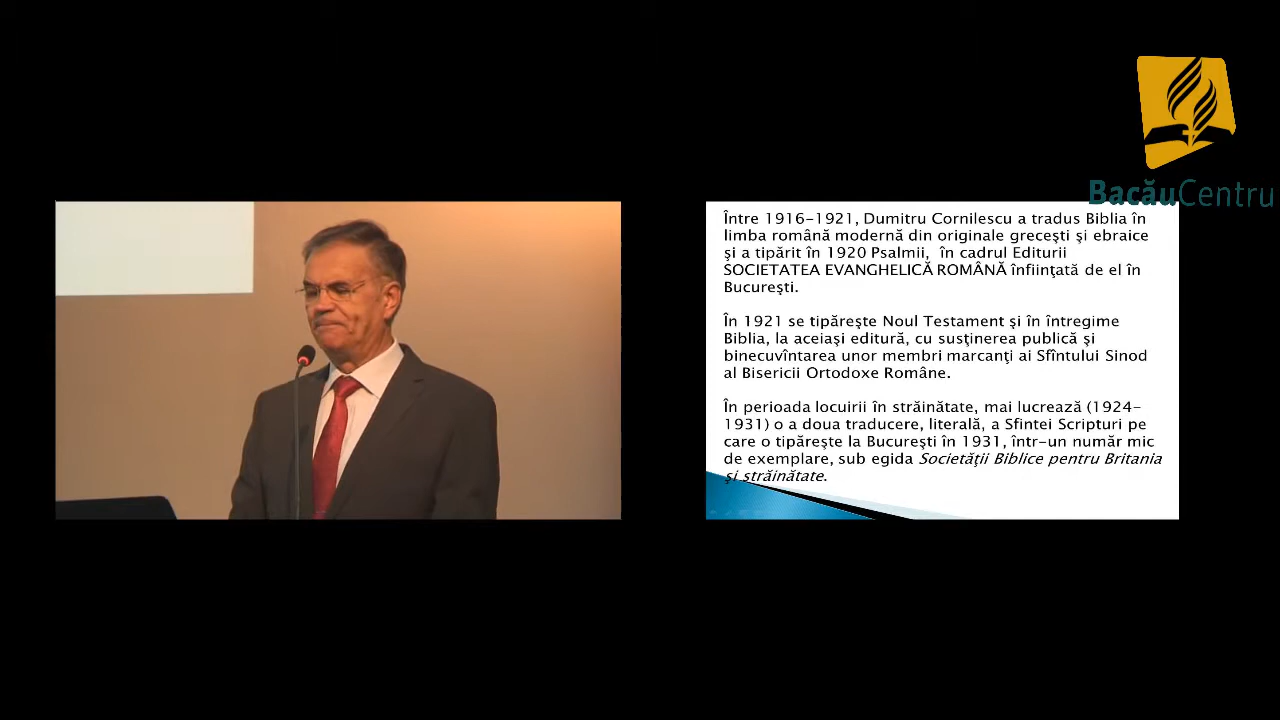 BacăuCentru
Între 1916-1921, Dumitru Cornilescu a tradus Biblia în
limba română modernă din originale greceşti şi ebraice
şi a tipărit în 1920 Psalmii,  în cadrul Editurii
SOCIETATEA EVANGHELICĂ ROMÂNĂ înfiinţată de el în
Bucureşti.
În 1921 se tipăreşte Noul Testament şi în întregime
Biblia, la aceiaşi editură, cu susţinerea publică şi
binecuvîntarea unor membri marcanţi ai Sfîntului Sinod
al Bisericii Ortodoxe Române.
În perioada locuirii în străinătate, mai lucrează (1924-
1931) o a doua traducere, literală, a Sfintei Scripturi pe
care o tipăreşte la Bucureşti în 1931, într-un număr mic
de exemplare, sub egida Societăţii Biblice pentru Britania
şi străinătate.